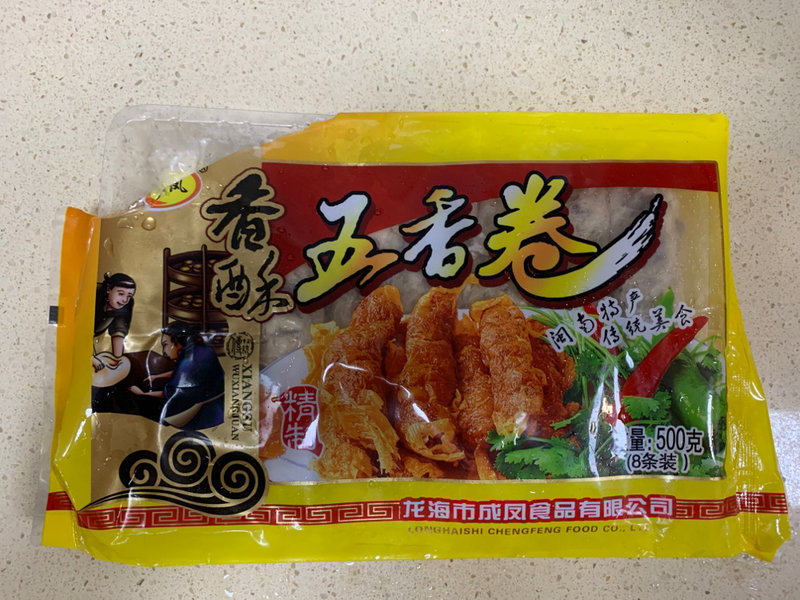 凤
香酥
五香卷
闽南特产
传统美食
XIANGSU
WUXIANGJUAN
精制
量:500克
(8条装)
龙海市成凤食品有限公司
LONGHAISHI CHENGFENG FOOD CO., LTD